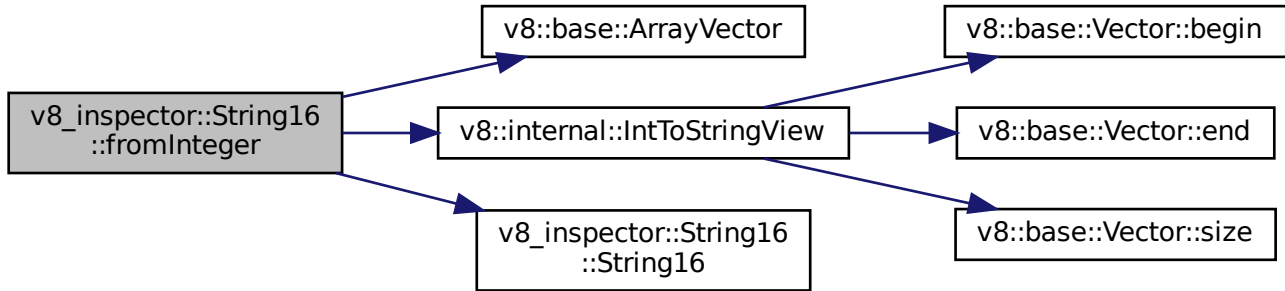 v8_inspector::String16
::fromInteger
v8::base::ArrayVector
v8::internal::IntToStringView
v8_inspector::String16
::String16
v8::base::Vector::begin
v8::base::Vector::end
v8::base::Vector::size